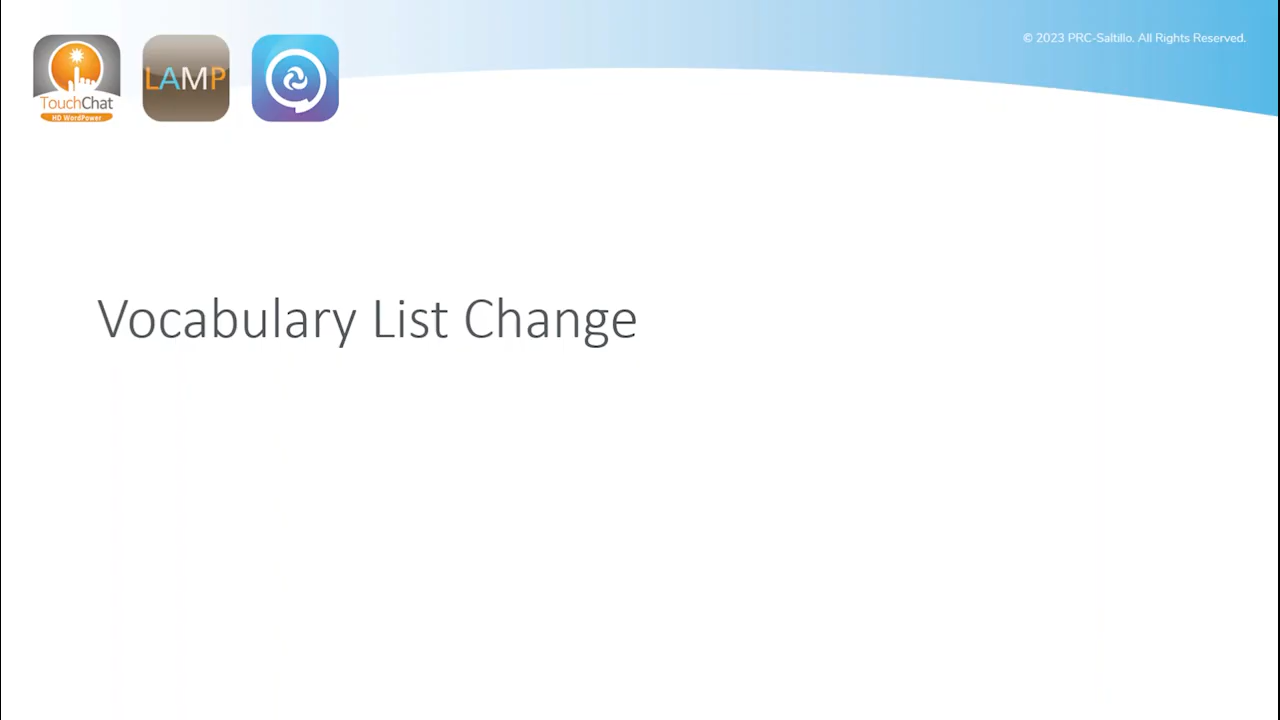 © 2023 PRC-Saltillo. All Rights Reserved.
TouchChat
HD WordPower
LAMP
Vocabulary List Change